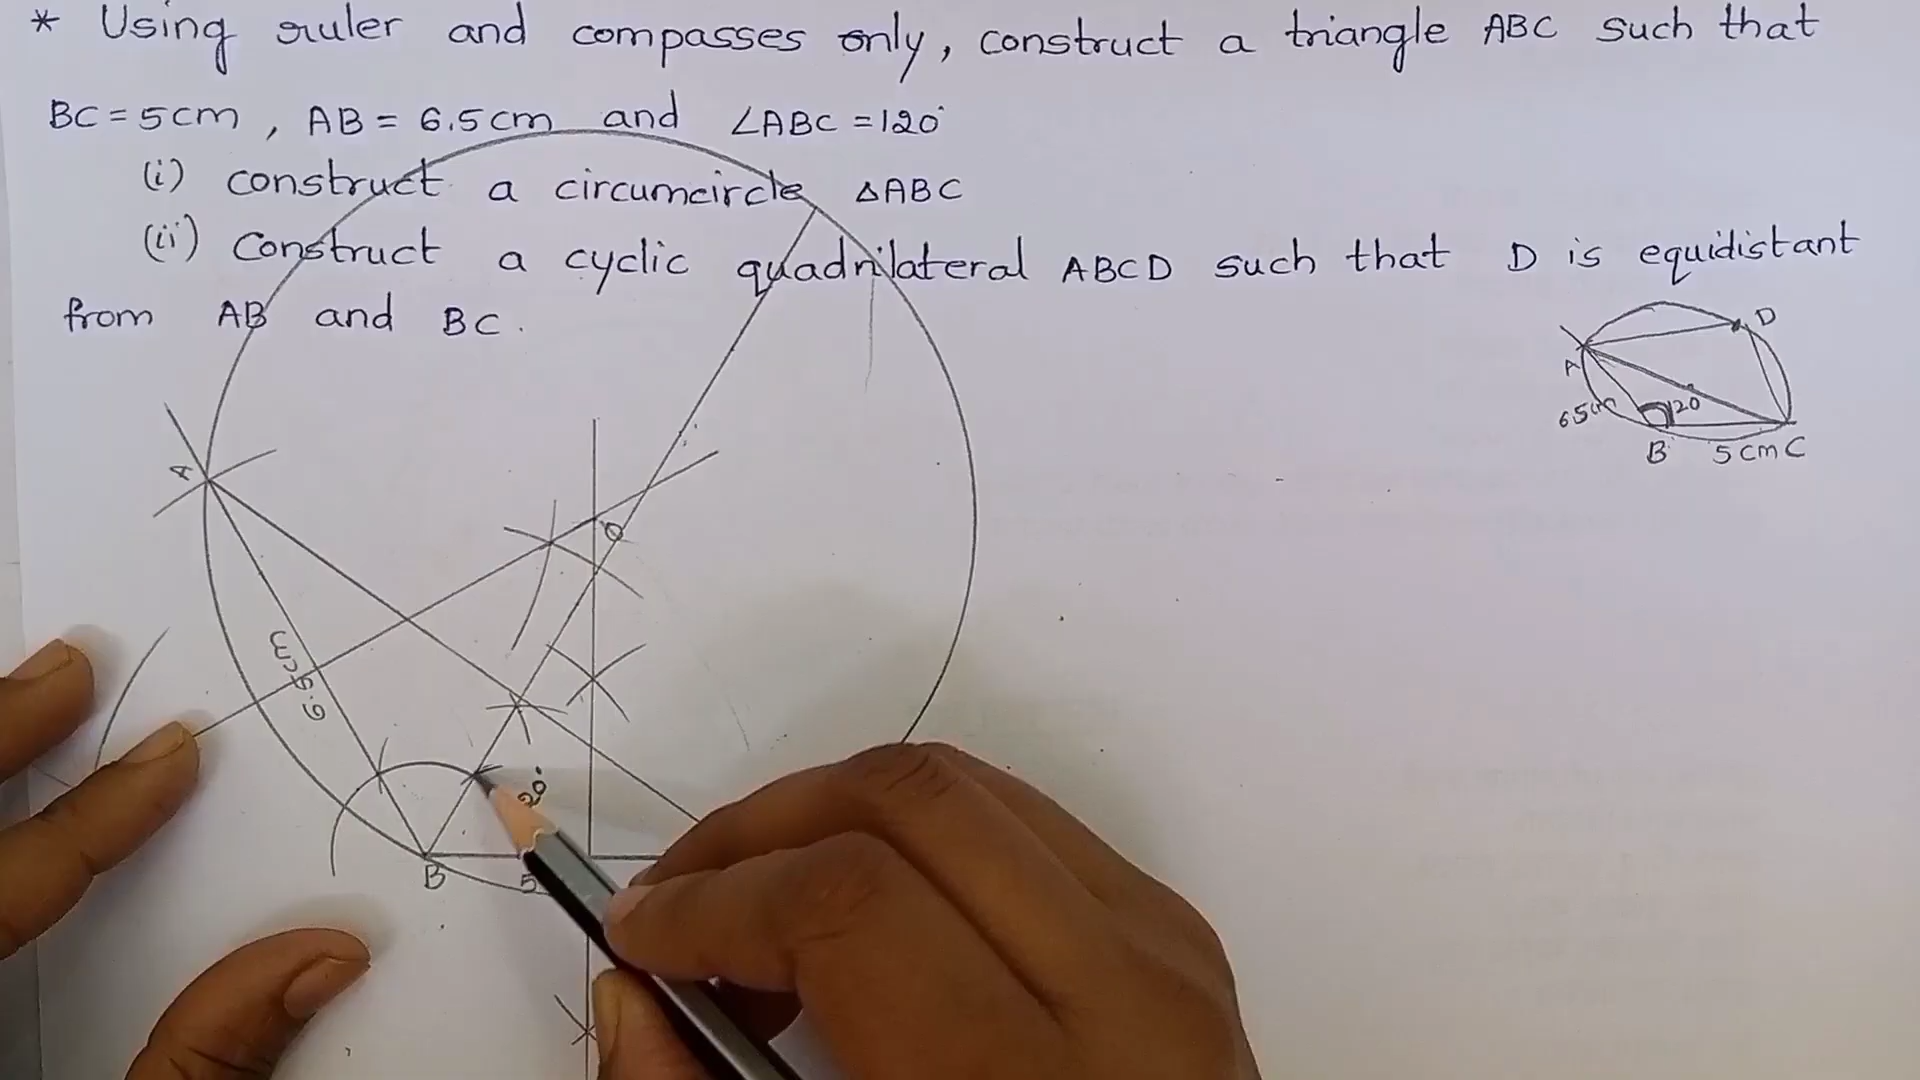 * Using ruler and compasses only, construct a triangle ABC such that
BC = 5cm, AB = 6.5cm and ∠ABC = 120°
(i) construct a circumcircle △ABC
(ii) Construct a cyclic quadrilateral ABCD such that D is equidistant
from AB and BC.
D
A
6.5cm
120
B 5cm C
A
O
6.5cm
20°
B
5